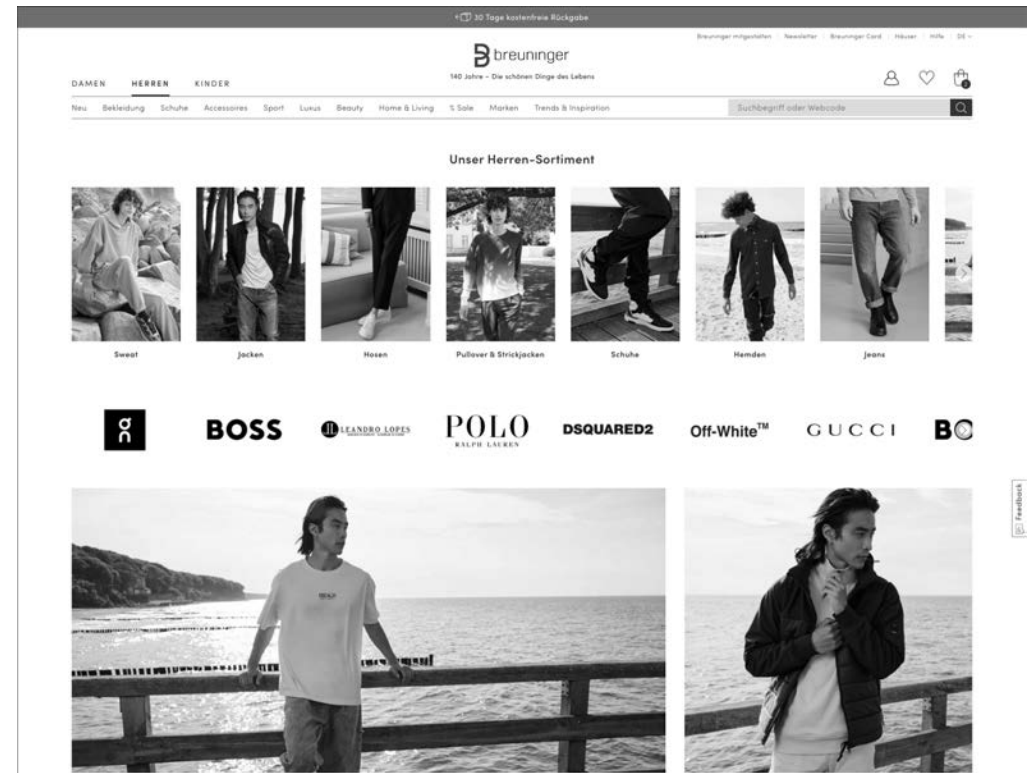 30 Tage kostenfreie Rückgabe
Breuninger mitgestalten Newsletter Breuninger Card Häuser Hilfe DE
breuninger
140 Jahre – Die schönen Dinge des Lebens
DAMEN HERREN KINDER
2
Neu Bekleidung Schuhe Accessoires Sport Luxus Beauty Home & Living % Sale Marken Trends & Inspiration
Suchbegriff oder Webcode
Unser Herren-Sortiment
Sweat Jacken Hosen Pullover & Strickjacken Schuhe Hemden Jeans
BOSS LEANDRO LOPES POLO RALPH LAUREN DSQUARED2 Off-White™ GUCCI BO
Feedback